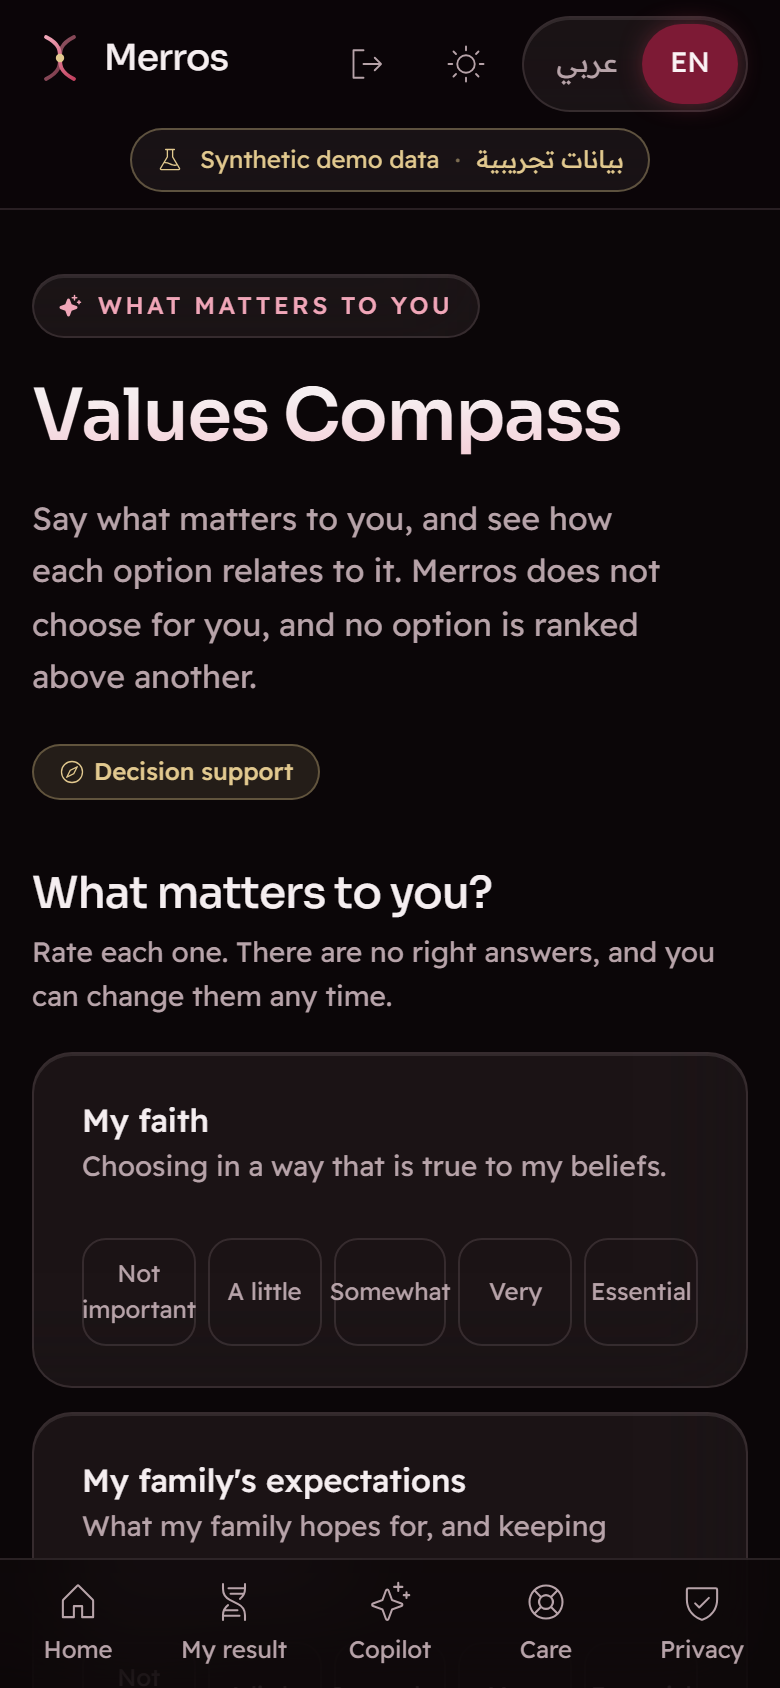 Merros
عربي
EN
Synthetic demo data · بيانات تجريبية
WHAT MATTERS TO YOU
Values Compass
Say what matters to you, and see how
each option relates to it. Merros does not
choose for you, and no option is ranked
above another.
Decision support
What matters to you?
Rate each one. There are no right answers, and you
can change them any time.
My faith
Choosing in a way that is true to my beliefs.
Not
important
A little
Somewhat
Very
Essential
My family's expectations
What my family hopes for, and keeping
Home
My result
Copilot
Care
Privacy
Not